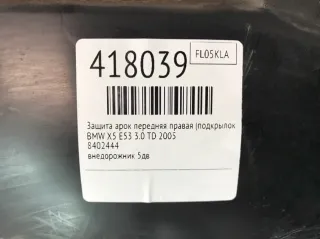 418039
FL05KLA
Защита арок передняя правая (подкрылок
BMW X5 E53 3.0 TD 2005
8402444
внедорожник 5дв